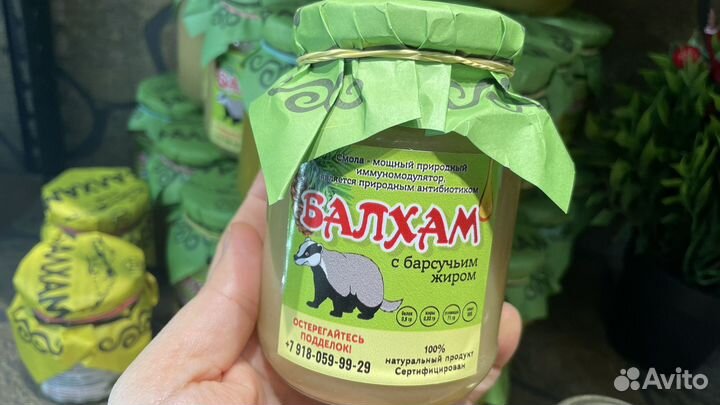 смола - мощный природный
иммуномодулятор,
является природным антибиотиком
БАЛХАМ
с барсучьим
жиром
ОСТЕРЕГАЙТЕСЬ
ПОДДЕЛОК!
+7 918-059-99-29
100%
натуральный продукт
Сертифицирован
Avito